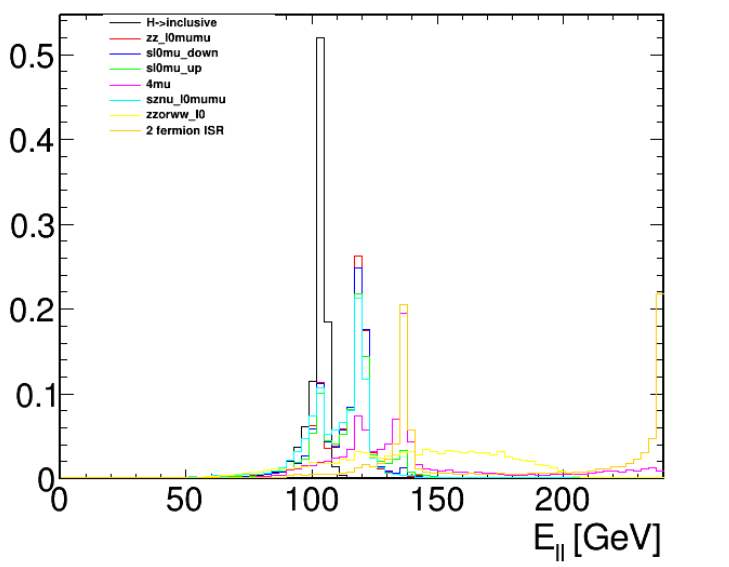 H->inclusive
zz_l0mumu
sl0mu_down
sl0mu_up
4mu
sznu_l0mumu
zzorww_l0
2 fermion ISR
0.5
0.4
0.3
0.2
0.1
0
0 50 100 150 200
E_ll [GeV]